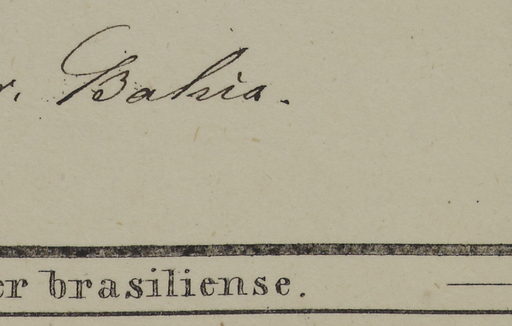 r. Bahia.
er brasiliense.